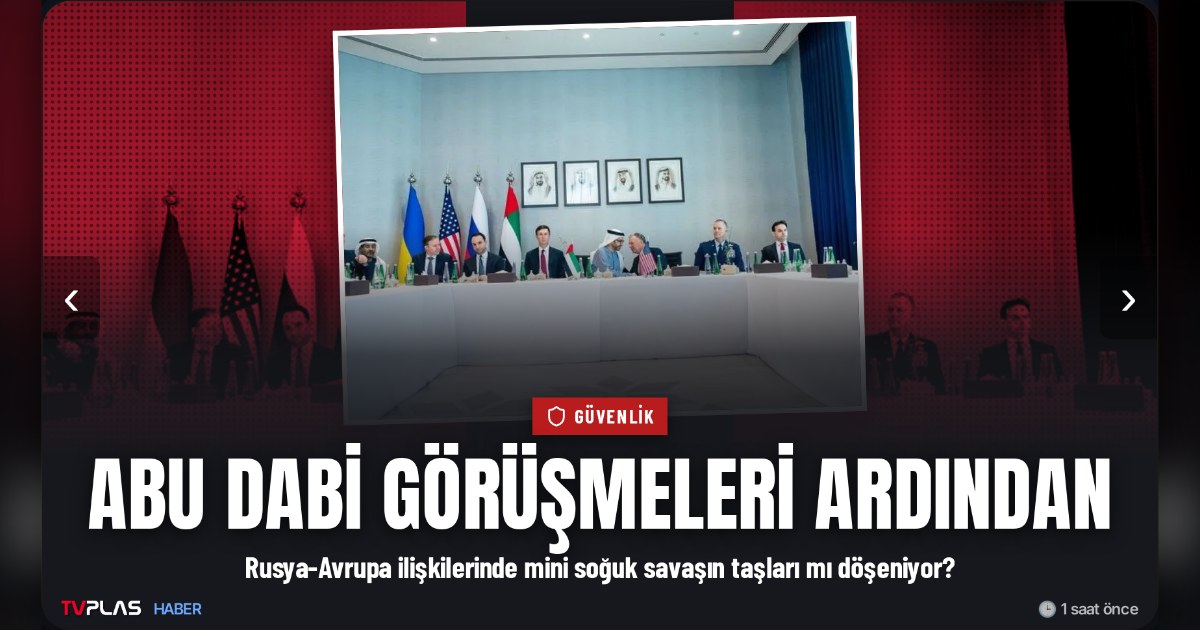 GÜVENLİK
ABU DABİ GÖRÜŞMELERİ ARDINDAN
Rusya-Avrupa ilişkilerinde mini soğuk savaşın taşları mı döşeniyor?
TVPLAS HABER
1 saat önce